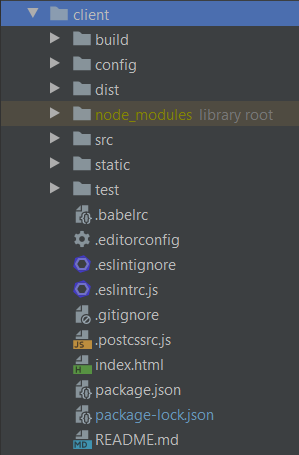 client
build
config
dist
node_modules library root
src
static
test
.babelrc
.editorconfig
.eslintignore
.eslintrc.js
.gitignore
.postcssrc.js
index.html
package.json
package-lock.json
README.md